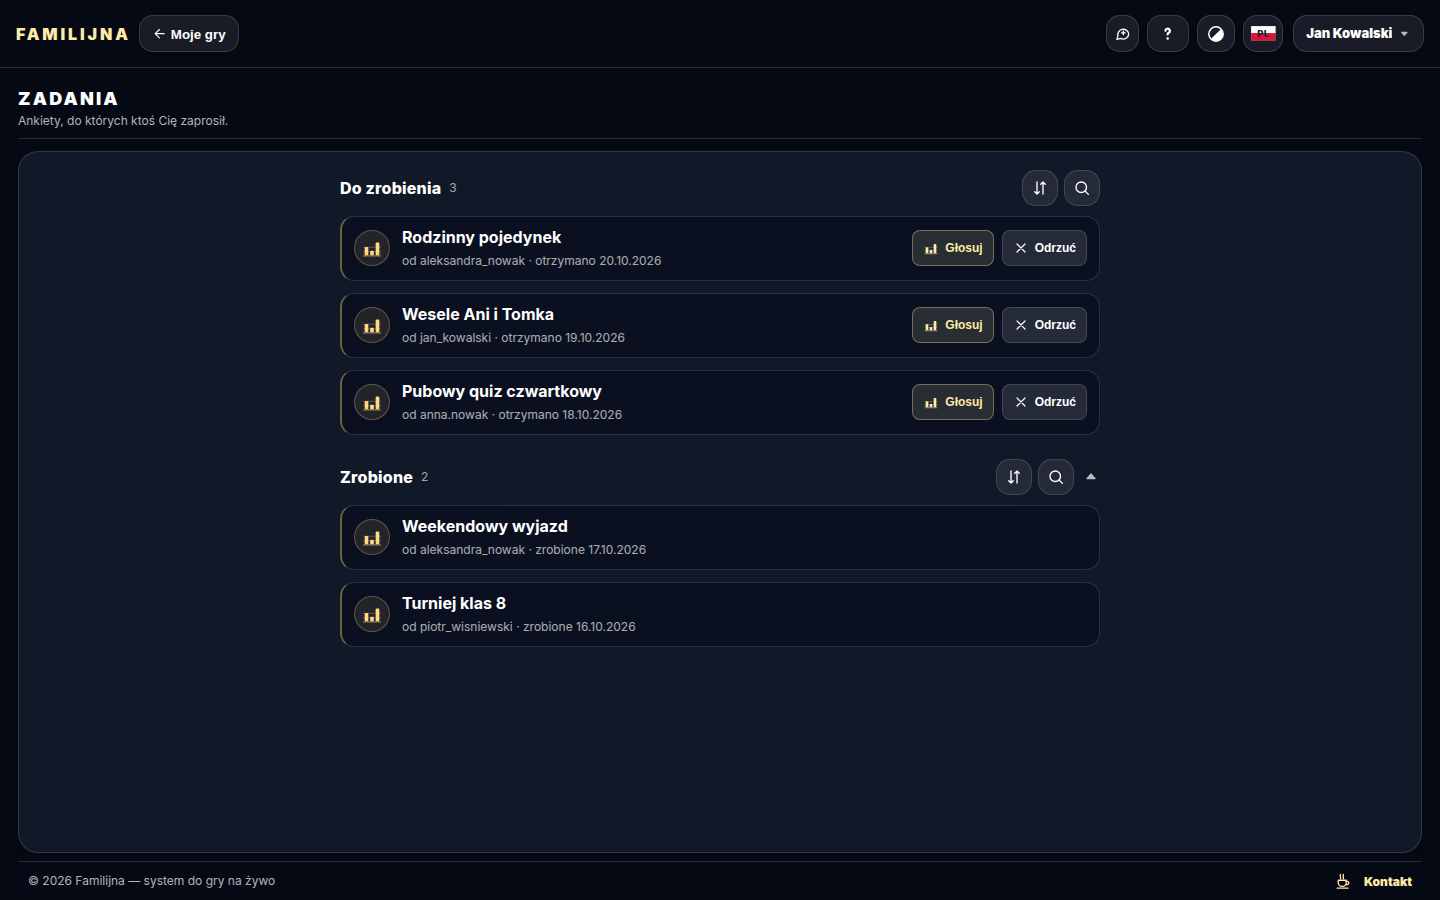 FAMILIJNA
Moje gry
?
PL
Jan Kowalski
ZADANIA
Ankiety, do których ktoś Cię zaprosił.
Do zrobienia 3
Rodzinny pojedynek
od aleksandra_nowak · otrzymano 20.10.2026
Głosuj
Odrzuć
Wesele Ani i Tomka
od jan_kowalski · otrzymano 19.10.2026
Głosuj
Odrzuć
Pubowy quiz czwartkowy
od anna.nowak · otrzymano 18.10.2026
Głosuj
Odrzuć
Zrobione 2
Weekendowy wyjazd
od aleksandra_nowak · zrobione 17.10.2026
Turniej klas 8
od piotr_wisniewski · zrobione 16.10.2026
© 2026 Familijna — system do gry na żywo
Kontakt